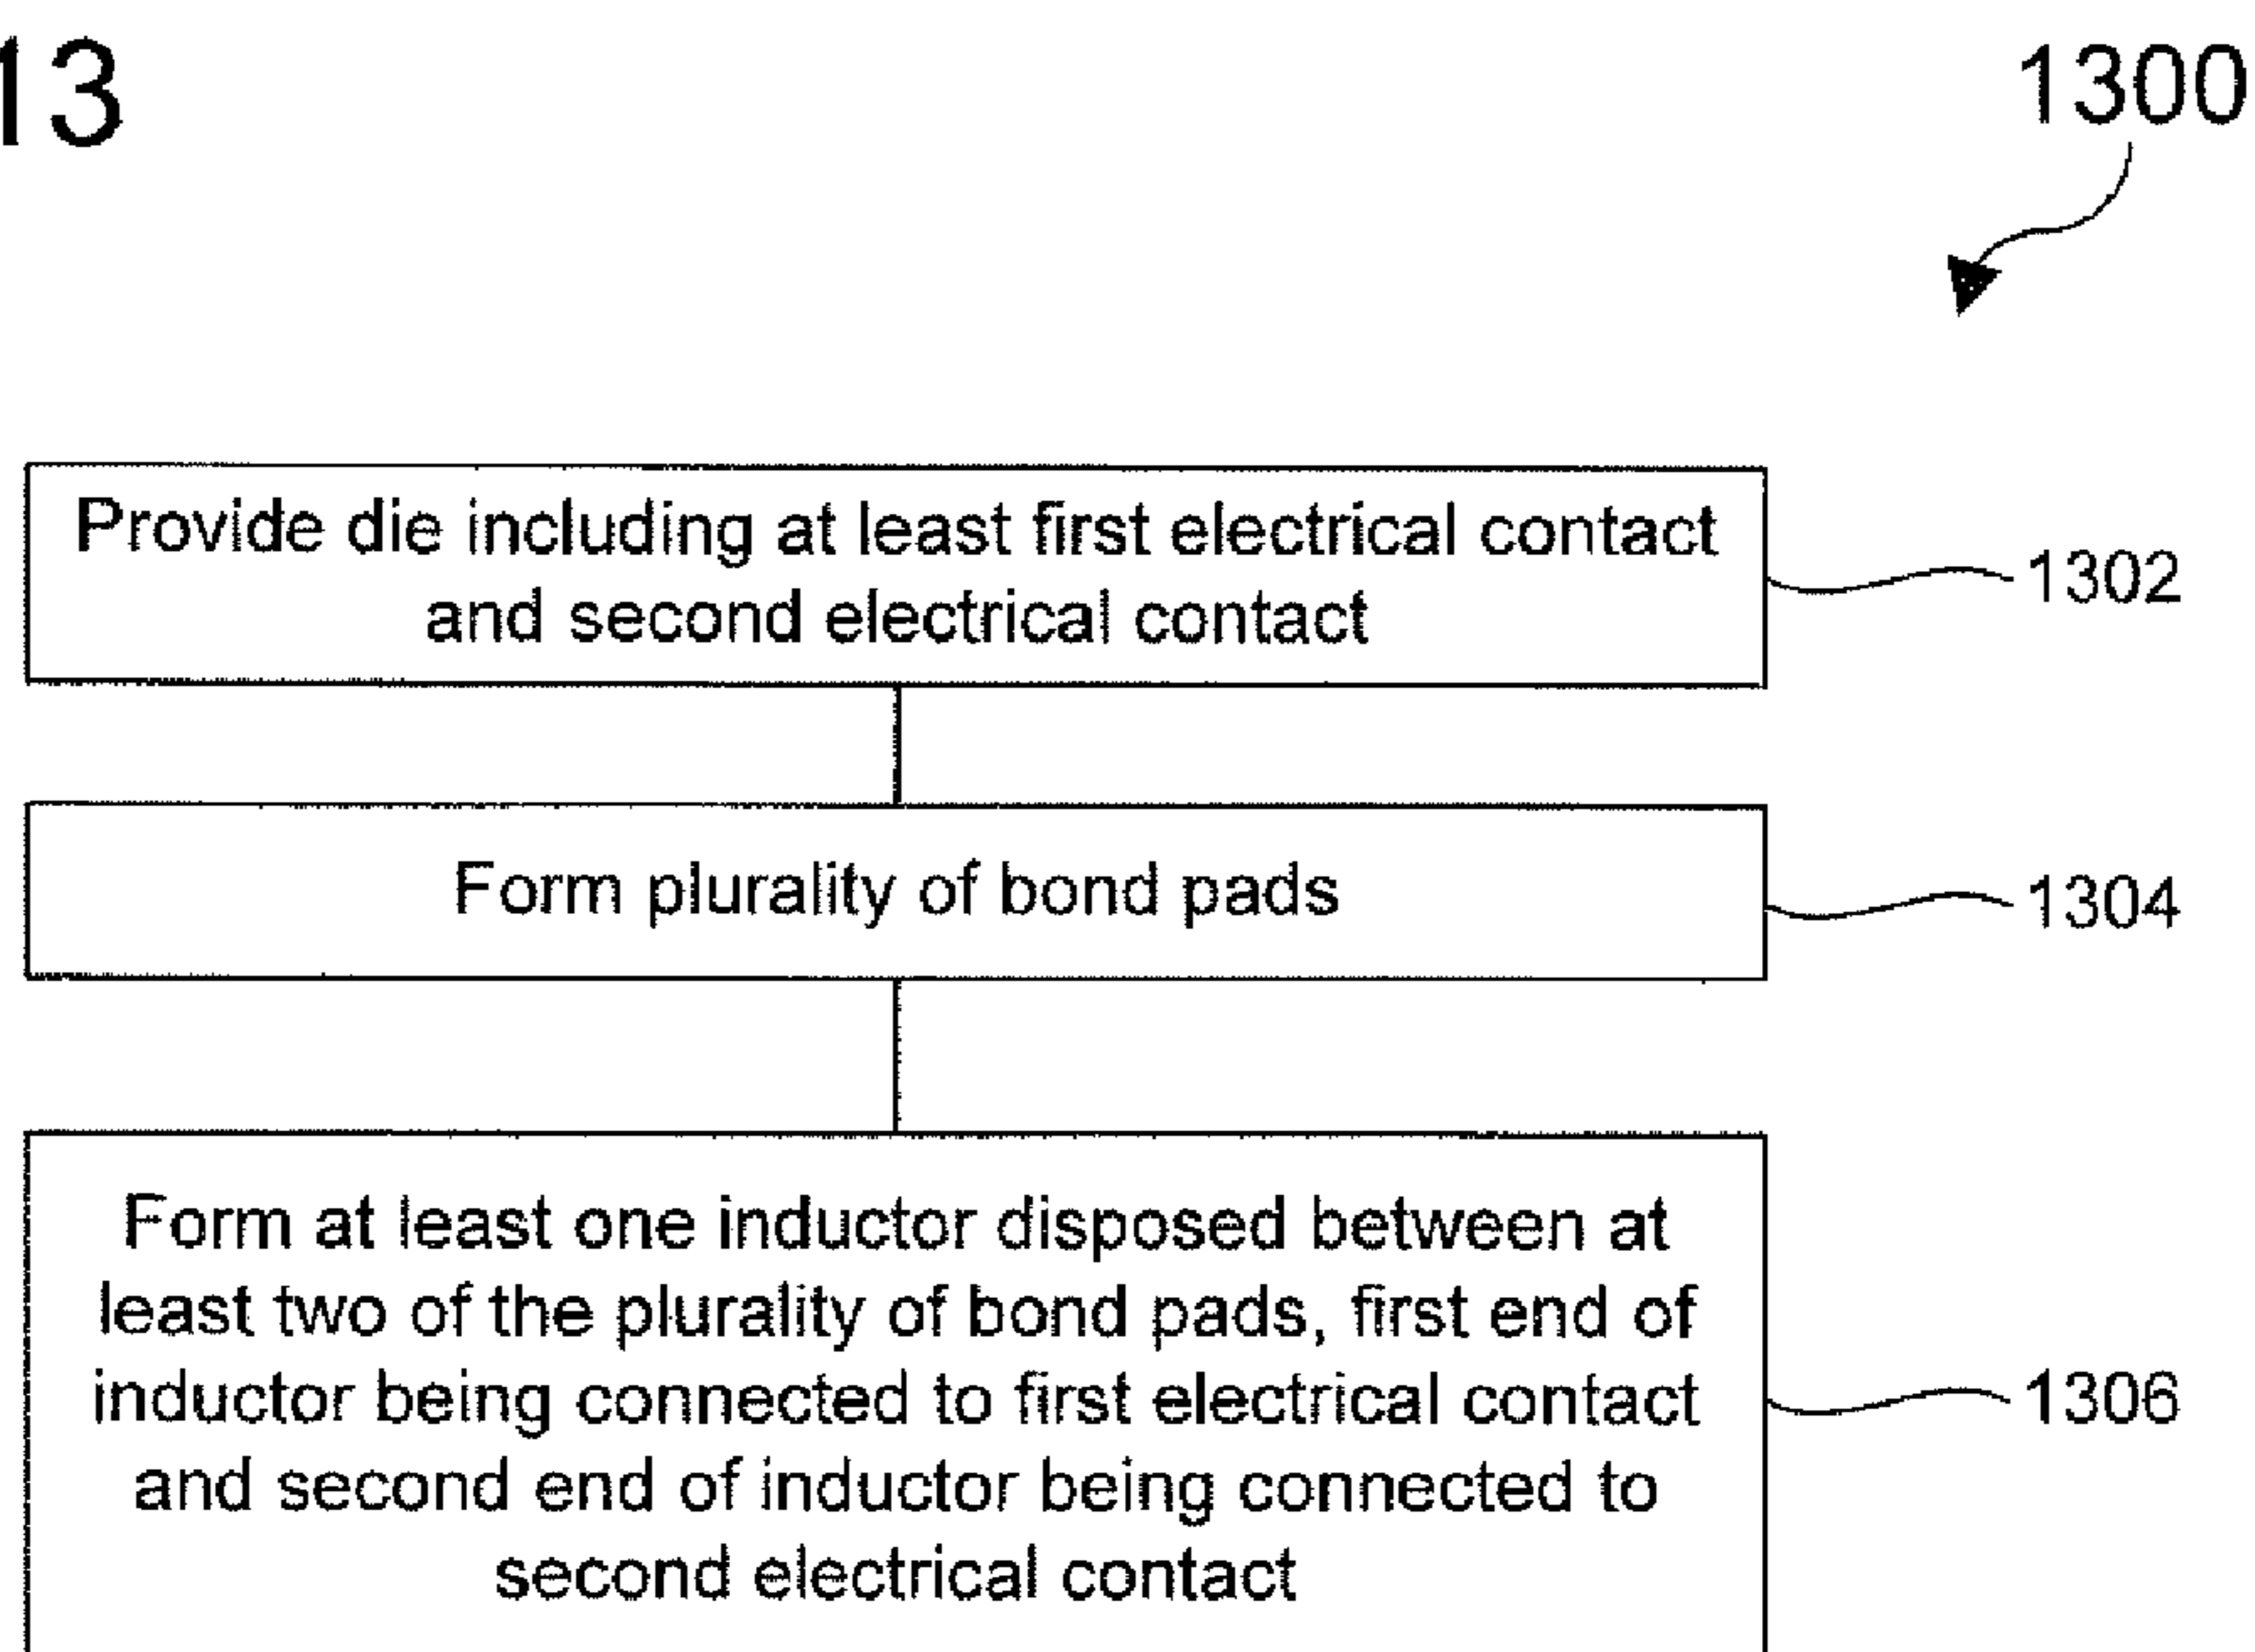 13
1300
Provide die including at least first electrical contact
and second electrical contact
1302
Form plurality of bond pads
1304
Form at least one inductor disposed between at
least two of the plurality of bond pads, first end of
inductor being connected to first electrical contact
and second end of inductor being connected to
second electrical contact
1306